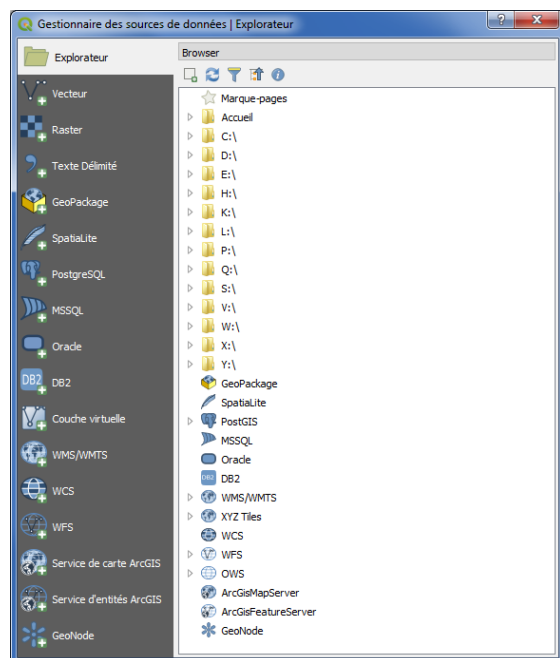 Gestionnaire des sources de données | Explorateur
Explorateur
Vecteur
Raster
Texte Délimité
GeoPackage
SpatiaLite
PostgreSQL
MSSQL
Oracle
DB2
DB2
Couche virtuelle
WMS/WMTS
WCS
WFS
Service de carte ArcGIS
Service d'entités ArcGIS
GeoNode
Browser
Marque-pages
Accueil
C:\
D:\
E:\
H:\
K:\
L:\
P:\
Q:\
S:\
V:\
W:\
X:\
Y:\
GeoPackage
SpatiaLite
PostGIS
MSSQL
Oracle
DB2
DB2
WMS/WMTS
XYZ Tiles
WCS
WFS
OWS
ArcGisMapServer
ArcGisFeatureServer
GeoNode